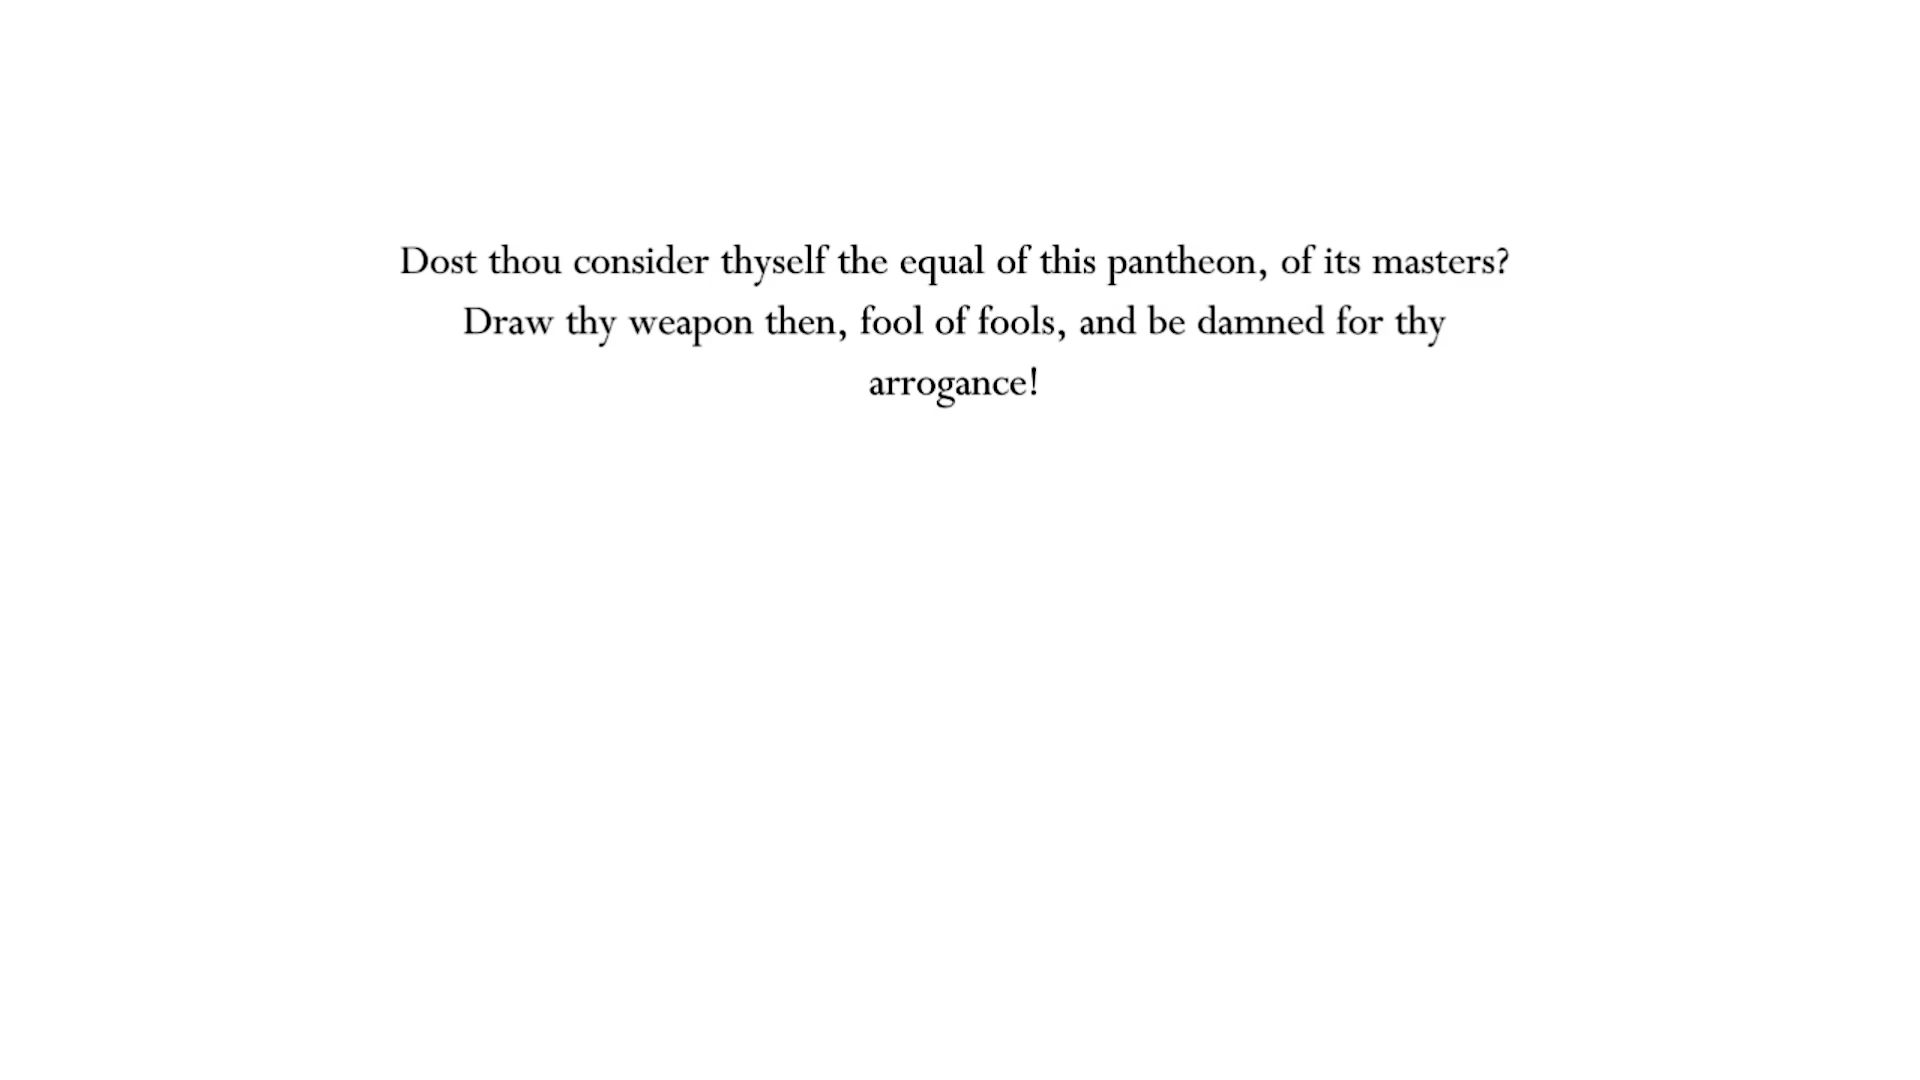 Dost thou consider thyself the equal of this pantheon, of its masters?
Draw thy weapon then, fool of fools, and be damned for thy
arrogance!